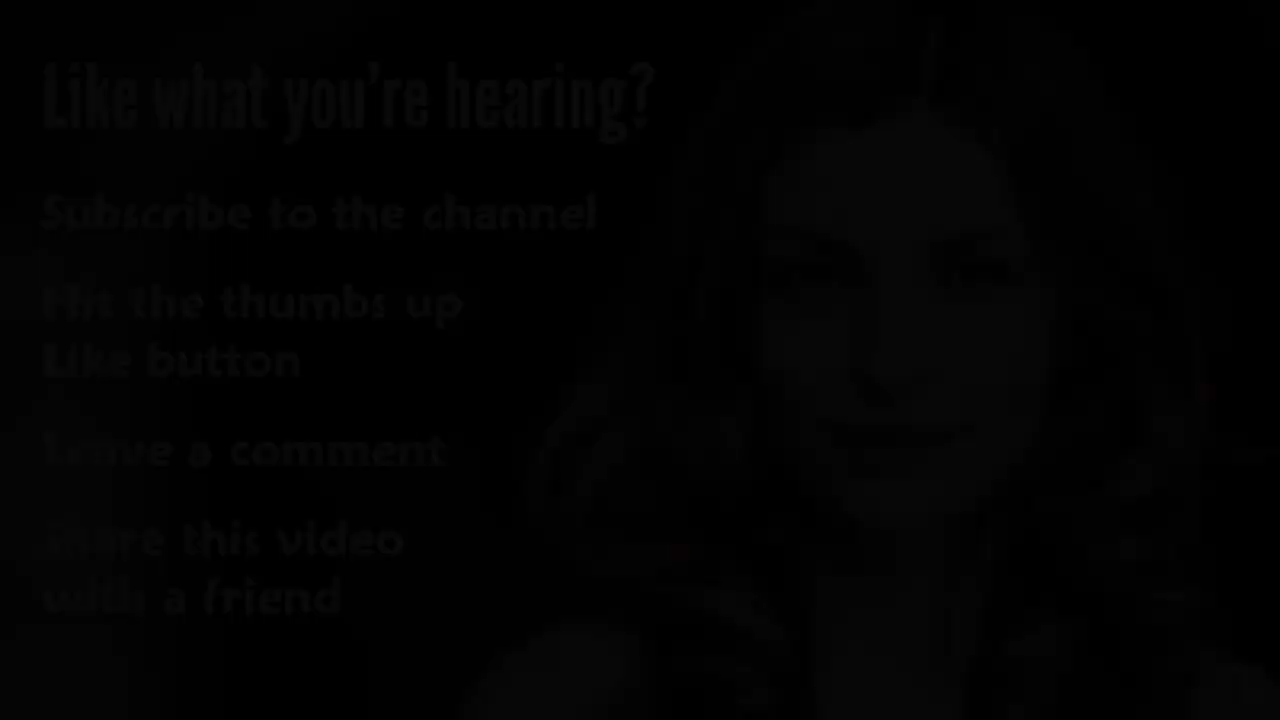 Like what you're hearing?
Subscribe to the channel
Hit the thumbs up
Like button
Leave a comment
Share this video
with a friend